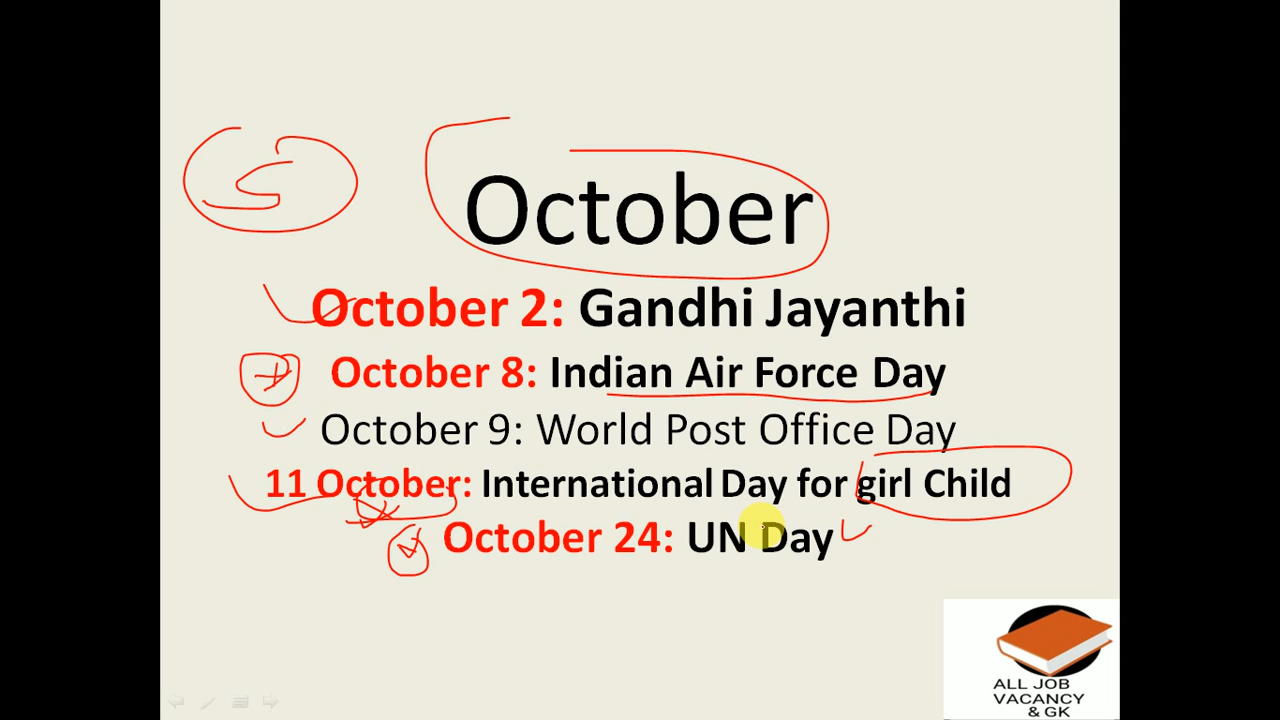 5
October
October 2: Gandhi Jayanthi
October 8: Indian Air Force Day
October 9: World Post Office Day
11 October: International Day for girl Child
October 24: UN Day
ALL JOB
VACANCY
& GK